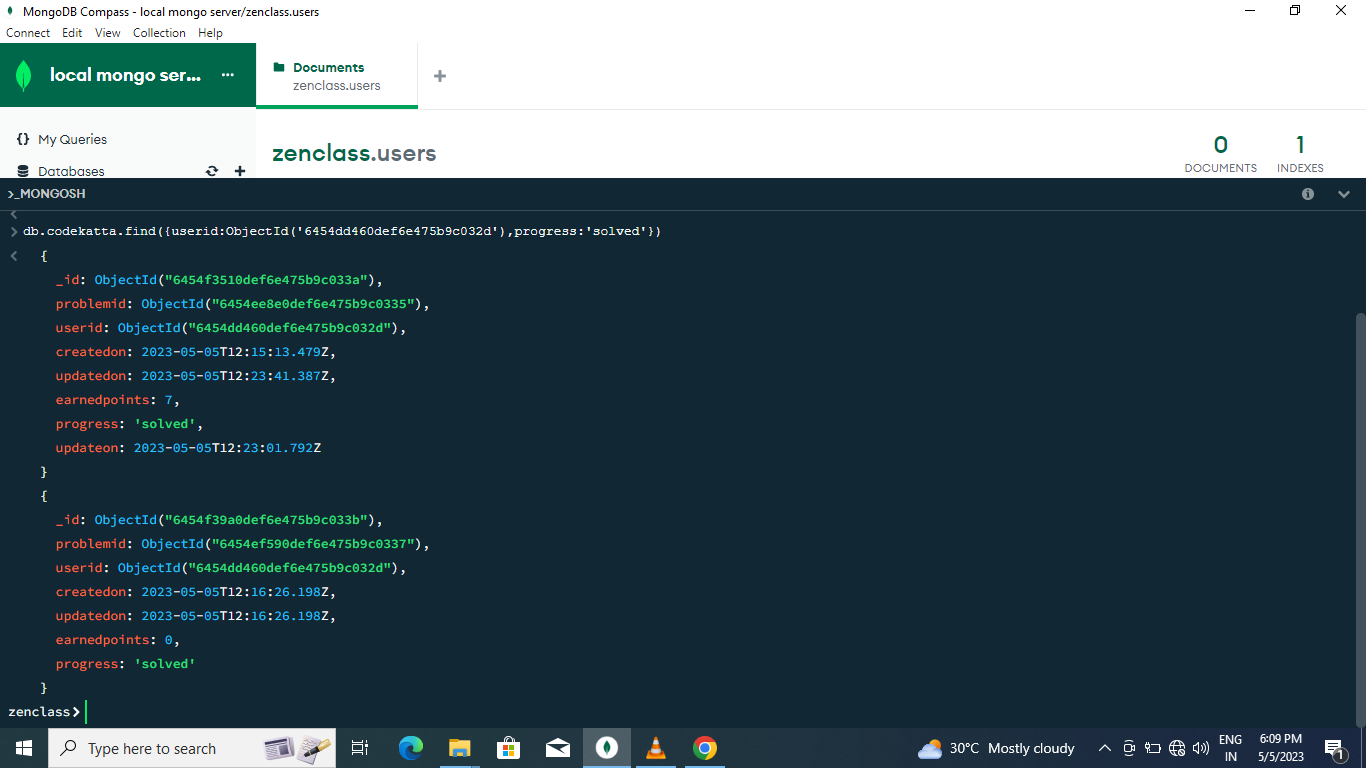 MongoDB Compass - local mongo server/zenclass.users
Connect Edit View Collection Help
local mongo ser... ...
Documents
zenclass.users
{} My Queries
Databases
zenclass.users
0
DOCUMENTS
1
INDEXES
>_MONGOSH
db.codekatta.find({userid:ObjectId('6454dd460def6e475b9c032d'),progress:'solved'})
{
_id: ObjectId("6454f3510def6e475b9c033a"),
problemid: ObjectId("6454ee8e0def6e475b9c0335"),
userid: ObjectId("6454dd460def6e475b9c032d"),
createdon: 2023-05-05T12:15:13.479Z,
updatedon: 2023-05-05T12:23:41.387Z,
earnedpoints: 7,
progress: 'solved',
updateon: 2023-05-05T12:23:01.792Z
}
{
_id: ObjectId("6454f39a0def6e475b9c033b"),
problemid: ObjectId("6454ef590def6e475b9c0337"),
userid: ObjectId("6454dd460def6e475b9c032d"),
createdon: 2023-05-05T12:16:26.198Z,
updatedon: 2023-05-05T12:16:26.198Z,
earnedpoints: 0,
progress: 'solved'
}
zenclass>
Type here to search
30°C Mostly cloudy
ENG
IN
6:09 PM
5/5/2023
1